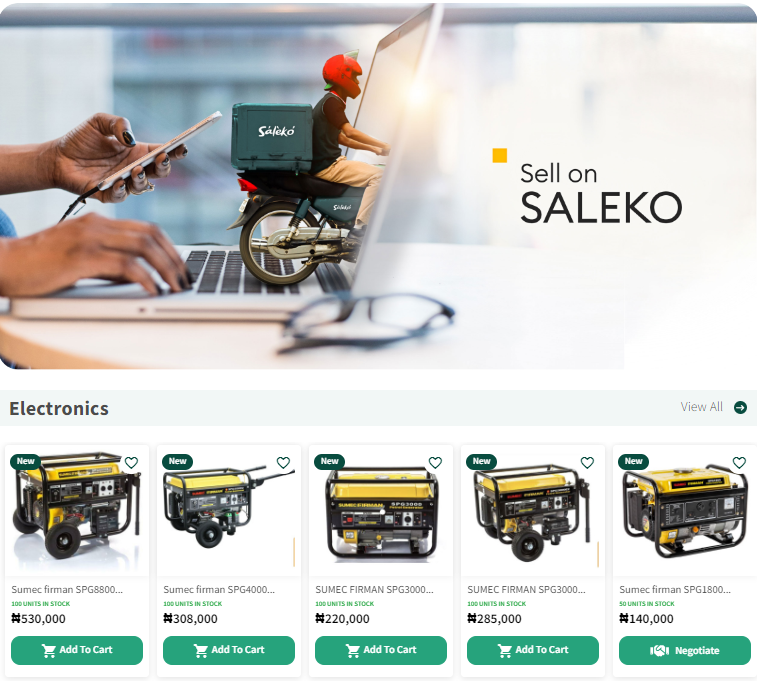 Saleko
Saleko
Sell on
SALEKO
Electronics
View All
New
New
New
New
New
SUMEC FIRMAN SPG3000
Sumec firman SPG8800...
Sumec firman SPG4000...
SUMEC FIRMAN SPG3000...
SUMEC FIRMAN SPG3000...
Sumec firman SPG1800...
100 UNITS IN STOCK
100 UNITS IN STOCK
100 UNITS IN STOCK
100 UNITS IN STOCK
50 UNITS IN STOCK
₦530,000
₦308,000
₦220,000
₦285,000
₦140,000
Add To Cart
Add To Cart
Add To Cart
Add To Cart
Negotiate